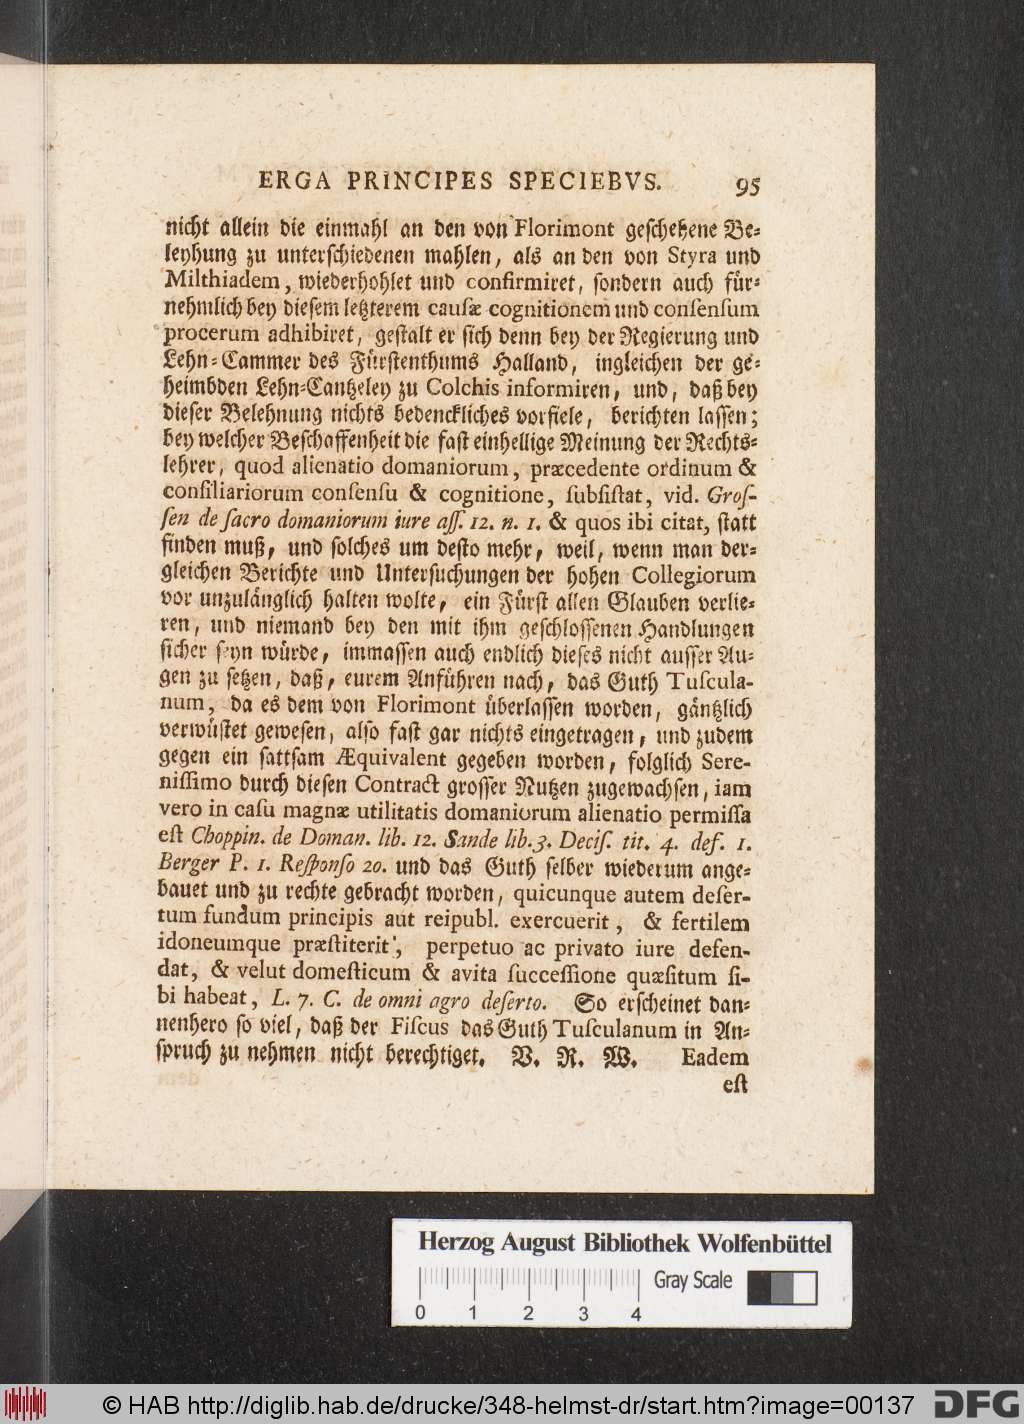 ERGA PRINCIPES SPECIEBVS. 95
nicht allein die einmahl an den von Florimont geschehene Be⸗
leyhung zu unterschiedenen mahlen, als an den von Styra und
Milthiadem, wiederhohlet und confirmiret, sondern auch für⸗
nehmlich bey diesem letzterem causæ cognitionem und consensum
procerum adhibiret, gestalt er sich denn bey der Regierung und
Lehn⸗Cammer des Fürstenthums Halland, ingleichen der ge⸗
heimbden Lehn⸗Cantzeley zu Colchis informiren, und, daß bey
dieser Belehnung nichts bedenckliches vorfiele, berichten lassen;
bey welcher Beschaffenheit die fast einhellige Meinung der Rechts⸗
lehrer, quod alienatio domaniorum, præcedente ordinum &
consiliariorum consensu & cognitione, subsistat, vid. Gros-
sen de sacro domaniorum iure ass. 12. n. 1. & quos ibi citat, statt
finden muß, und solches um desto mehr, weil, wenn man der⸗
gleichen Berichte und Untersuchungen der hohen Collegiorum
vor unzulänglich halten wolte, ein Fürst allen Glauben verlie⸗
ren, und niemand bey den mit ihm geschlossenen Handlungen
sicher seyn würde, immassen auch endlich dieses nicht ausser Au⸗
gen zu setzen, daß, eurem Anführen nach, das Guth Tuscula-
num, da es dem von Florimont überlassen worden, gäntzlich
verwüstet gewesen, also fast gar nichts eingetragen, und zudem
gegen ein sattsam Æquivalent gegeben worden, folglich Sere-
nissimo durch diesen Contract grosser Nutzen zugewachsen, iam
vero in casu magnæ utilitatis domaniorum alienatio permissa
est Choppin. de Doman. lib. 12. Sande lib. 3. Decis. tit. 4. def. 1.
Berger P. 1. Responso 20. und das Guth selber wiederum ange⸗
bauet und zu rechte gebracht worden, quicunque autem deser-
tum fundum principis aut reipubl. exercuerit, & fertilem
idoneumque præstiterit, perpetuo ac privato iure defen-
dat, & velut domesticum & avita successione quæsitum si-
bi habeat, L. 7. C. de omni agro deserto. So erscheinet dan⸗
nenhero so viel, daß der Fiscus das Guth Tusculanum in An⸗
spruch zu nehmen nicht berechtiget. V. R. W. Eadem
est
Herzog August Bibliothek Wolfenbüttel
Gray Scale
0 1 2 3 4
© HAB http://diglib.hab.de/drucke/348-helmst-dr/start.htm?image=00137
DFG